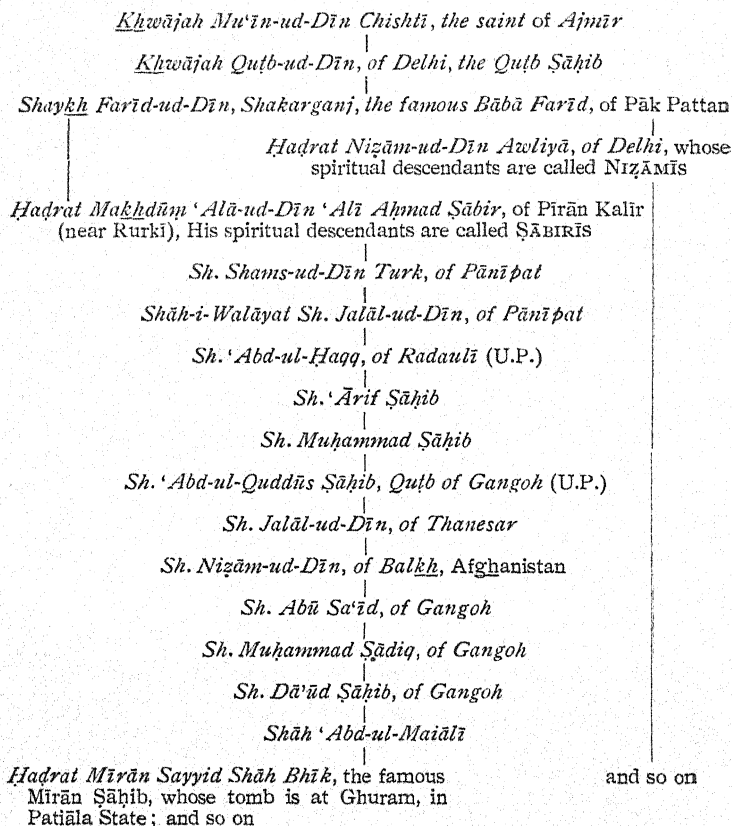 Khwājah Mu‘īn-ud-Dīn Chishtī, the saint of Ajmīr
Khwājah Quṭb-ud-Dīn, of Delhi, the Quṭb Ṣāḥib
Shaykh Farīd-ud-Dīn, Shakarganj, the famous Bābā Farīd, of Pāk Pattan
Ḥaḍrat Niẓām-ud-Dīn Awliyā, of Delhi, whose
spiritual descendants are called NIẒĀMĪS
Ḥaḍrat Makhdūm ‘Alā-ud-Dīn ‘Alī Aḥmad Ṣābir, of Pīrān Kalīr
(near Rurkī), His spiritual descendants are called ṢĀBIRĪS
Sh. Shams-ud-Dīn Turk, of Pānīpat
Shāh-i-Walāyat Sh. Jalāl-ud-Dīn, of Pānīpat
Sh. ‘Abd-ul-Ḥaqq, of Radaulī (U.P.)
Sh. ‘Ārif Ṣāḥib
Sh. Muḥammad Ṣāḥib
Sh. ‘Abd-ul-Quddūs Ṣāḥib, Quṭb of Gangoh (U.P.)
Sh. Jalāl-ud-Dīn, of Thanesar
Sh. Niẓām-ud-Dīn, of Balkh, Afghanistan
Sh. Abū Sa‘īd, of Gangoh
Sh. Muḥammad Ṣādiq, of Gangoh
Sh. Dā’ūd Ṣāḥib, of Gangoh
Shāh ‘Abd-ul-Maiālī
Ḥaḍrat Mīrān Sayyid Shāh Bhīk, the famous
Mīrān Ṣāḥib, whose tomb is at Ghuram, in
Patiāla State; and so on
and so on